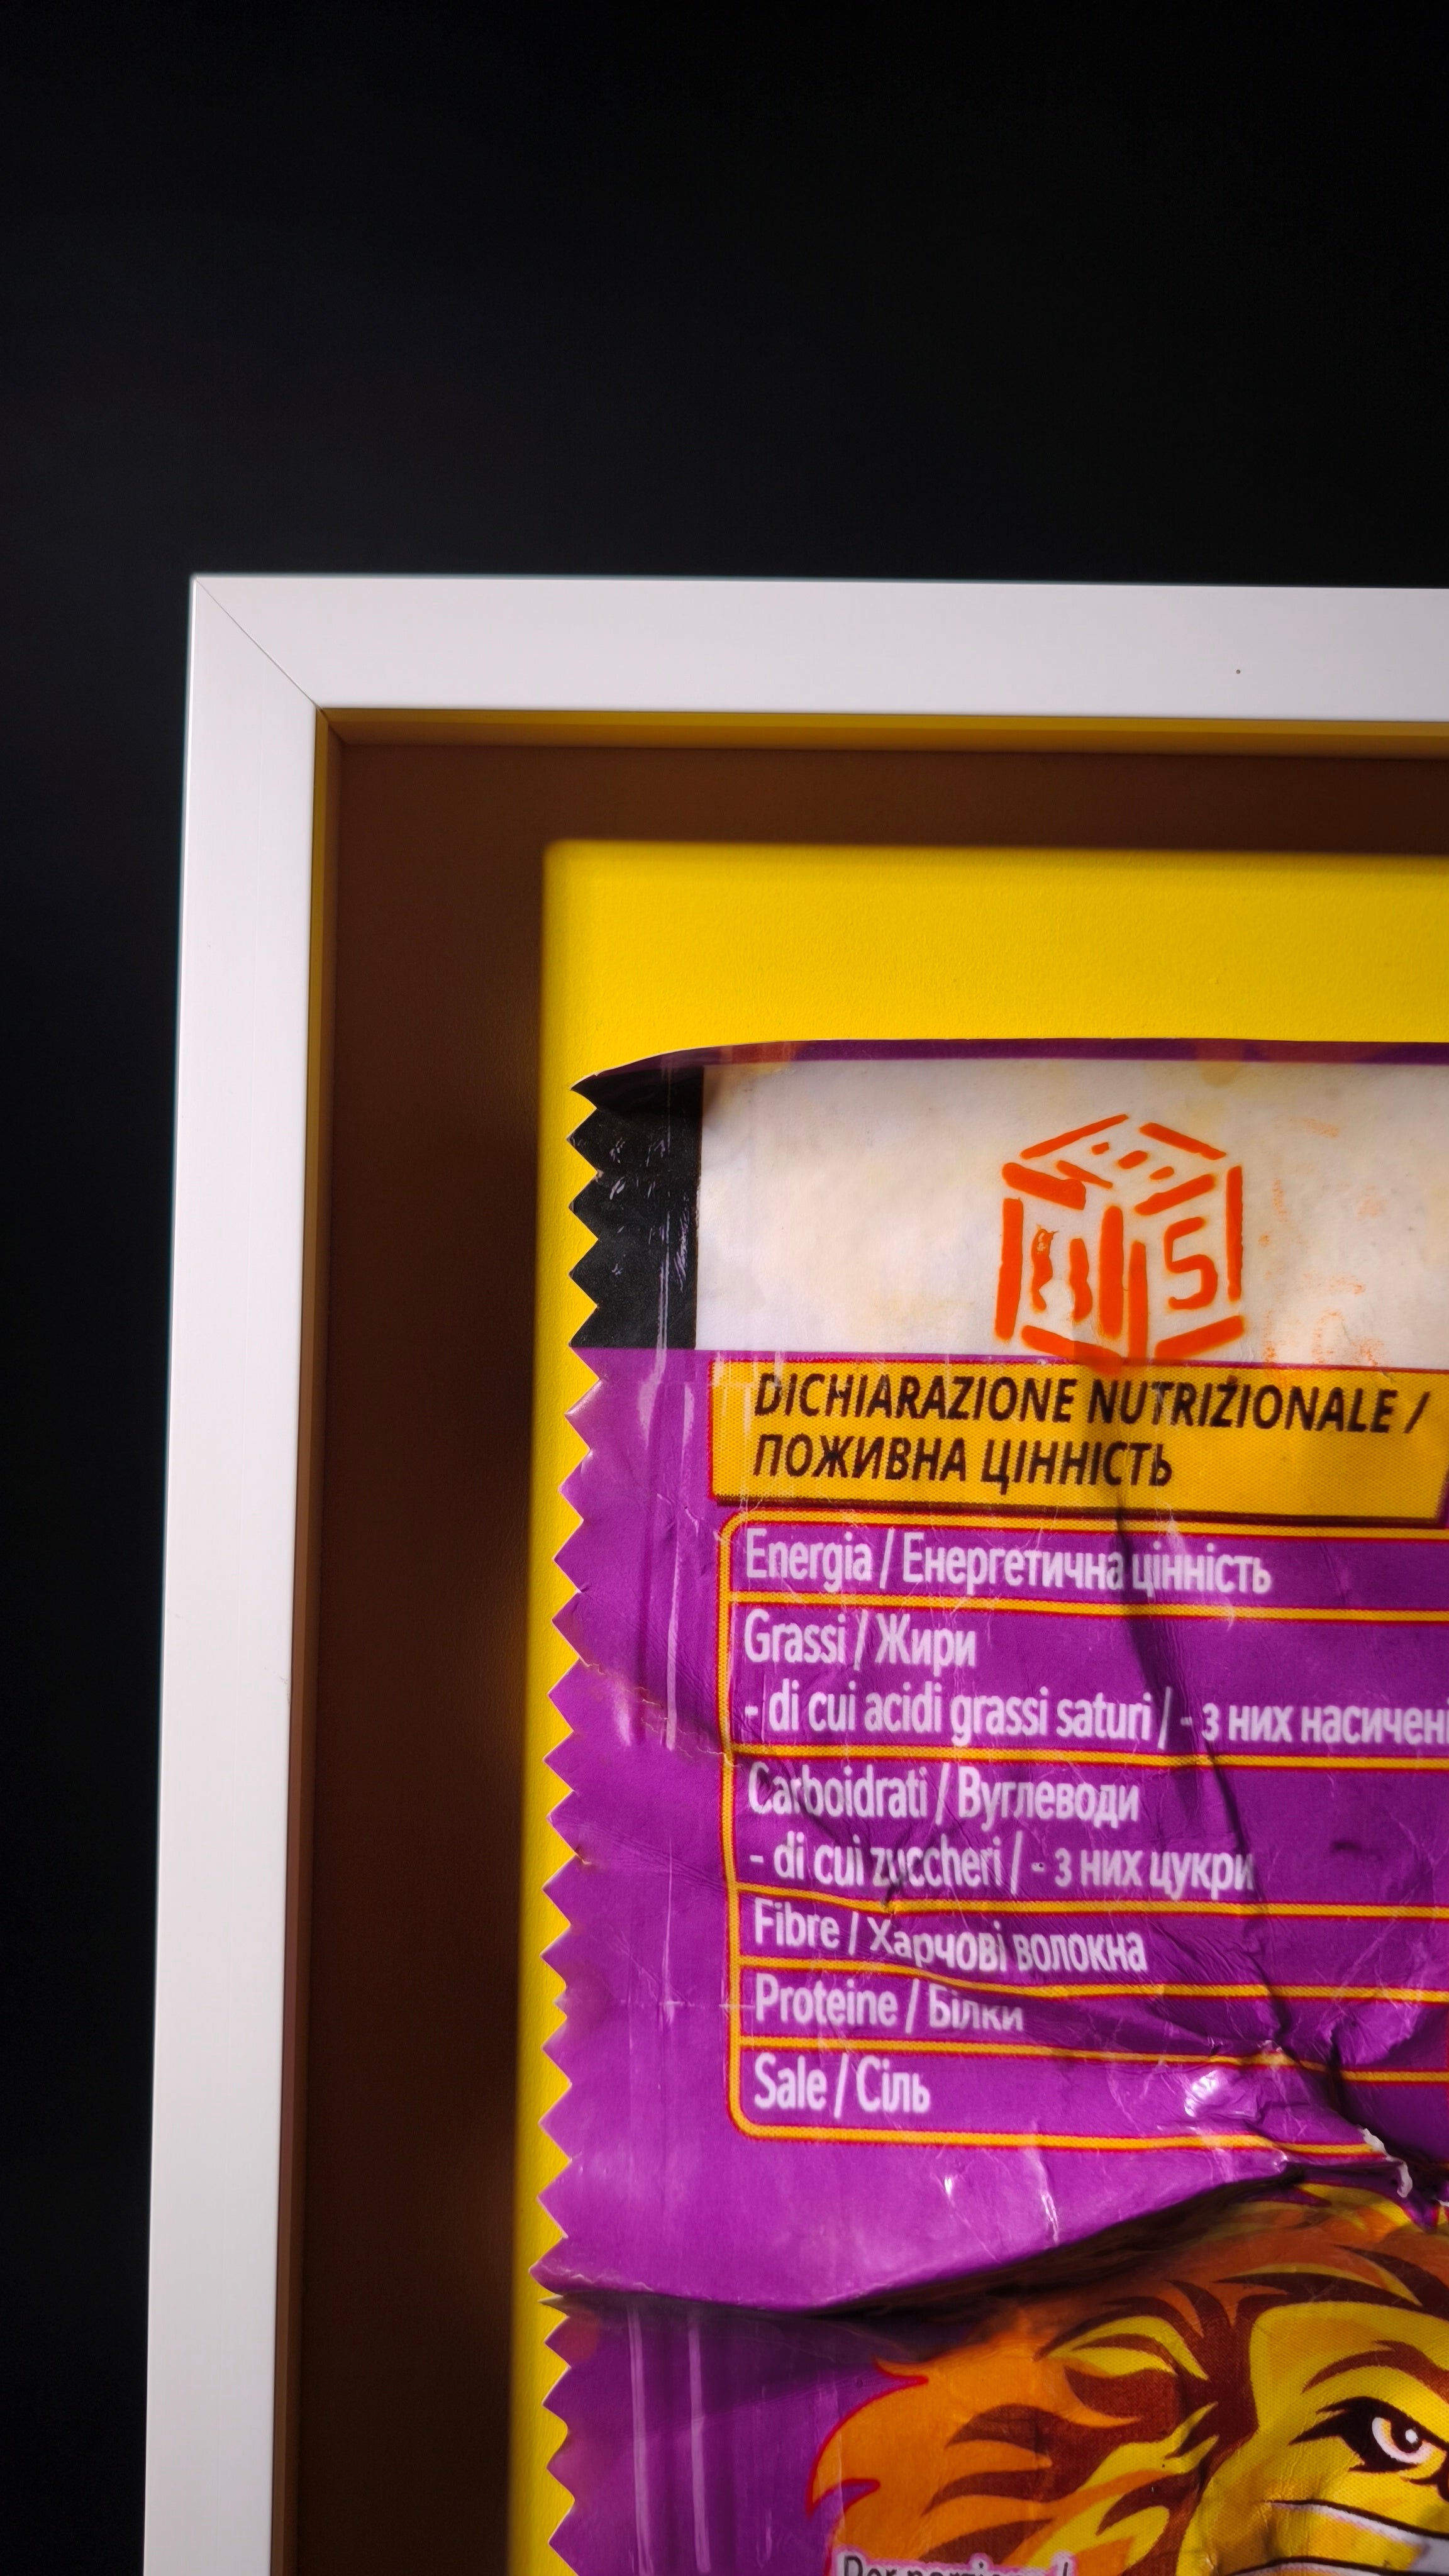 DICHIARAZIONE NUTRIZIONALE /
ПОЖИВНА ЦІННІСТЬ
Energia / Енергетична цінність
Grassi / Жири
- di cui acidi grassi saturi / - з них насичен
Carboidrati / Вуглеводи
- di cui zuccheri / - з них цукри
Fibre / Харчові волокна
Proteine / Білки
Sale / Сіль